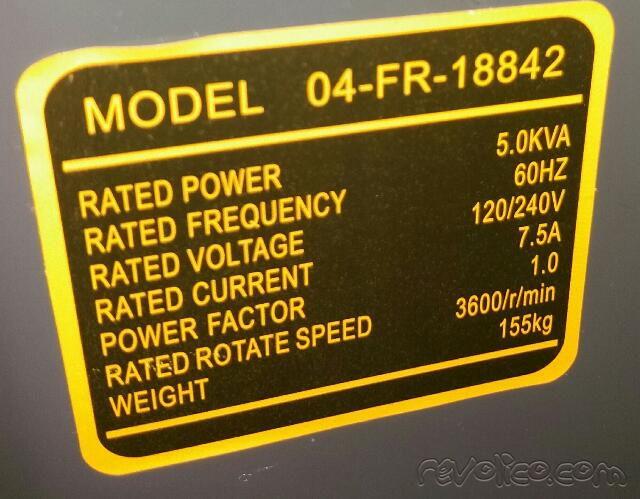 MODEL 04-FR-18842
RATED POWER 5.0KVA
RATED FREQUENCY 60HZ
RATED VOLTAGE 120/240V
RATED CURRENT 7.5A
POWER FACTOR 1.0
RATED ROTATE SPEED 3600/r/min
WEIGHT 155kg
revolico.com